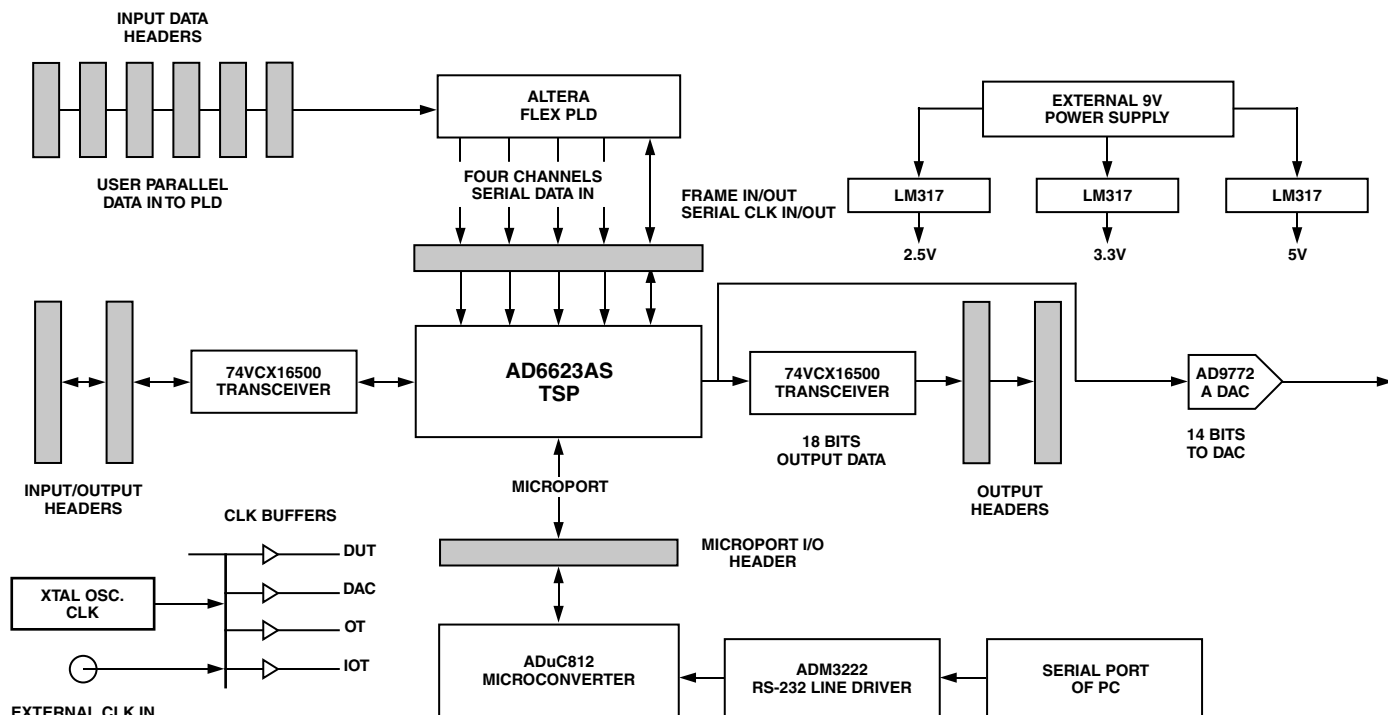 INPUT DATA
HEADERS
USER PARALLEL
DATA IN TO PLD
ALTERA
FLEX PLD
FOUR CHANNELS
SERIAL DATA IN
FRAME IN/OUT
SERIAL CLK IN/OUT
EXTERNAL 9V
POWER SUPPLY
LM317
LM317
LM317
2.5V
3.3V
5V
74VCX16500
TRANSCEIVER
AD6623AS
TSP
74VCX16500
TRANSCEIVER
AD9772
A DAC
18 BITS
OUTPUT DATA
14 BITS
TO DAC
INPUT/OUTPUT
HEADERS
MICROPORT
OUTPUT
HEADERS
CLK BUFFERS
DUT
DAC
OT
IOT
XTAL OSC.
CLK
EXTERNAL CLK IN
MICROPORT I/O
HEADER
ADuC812
MICROCONVERTER
ADM3222
RS-232 LINE DRIVER
SERIAL PORT
OF PC